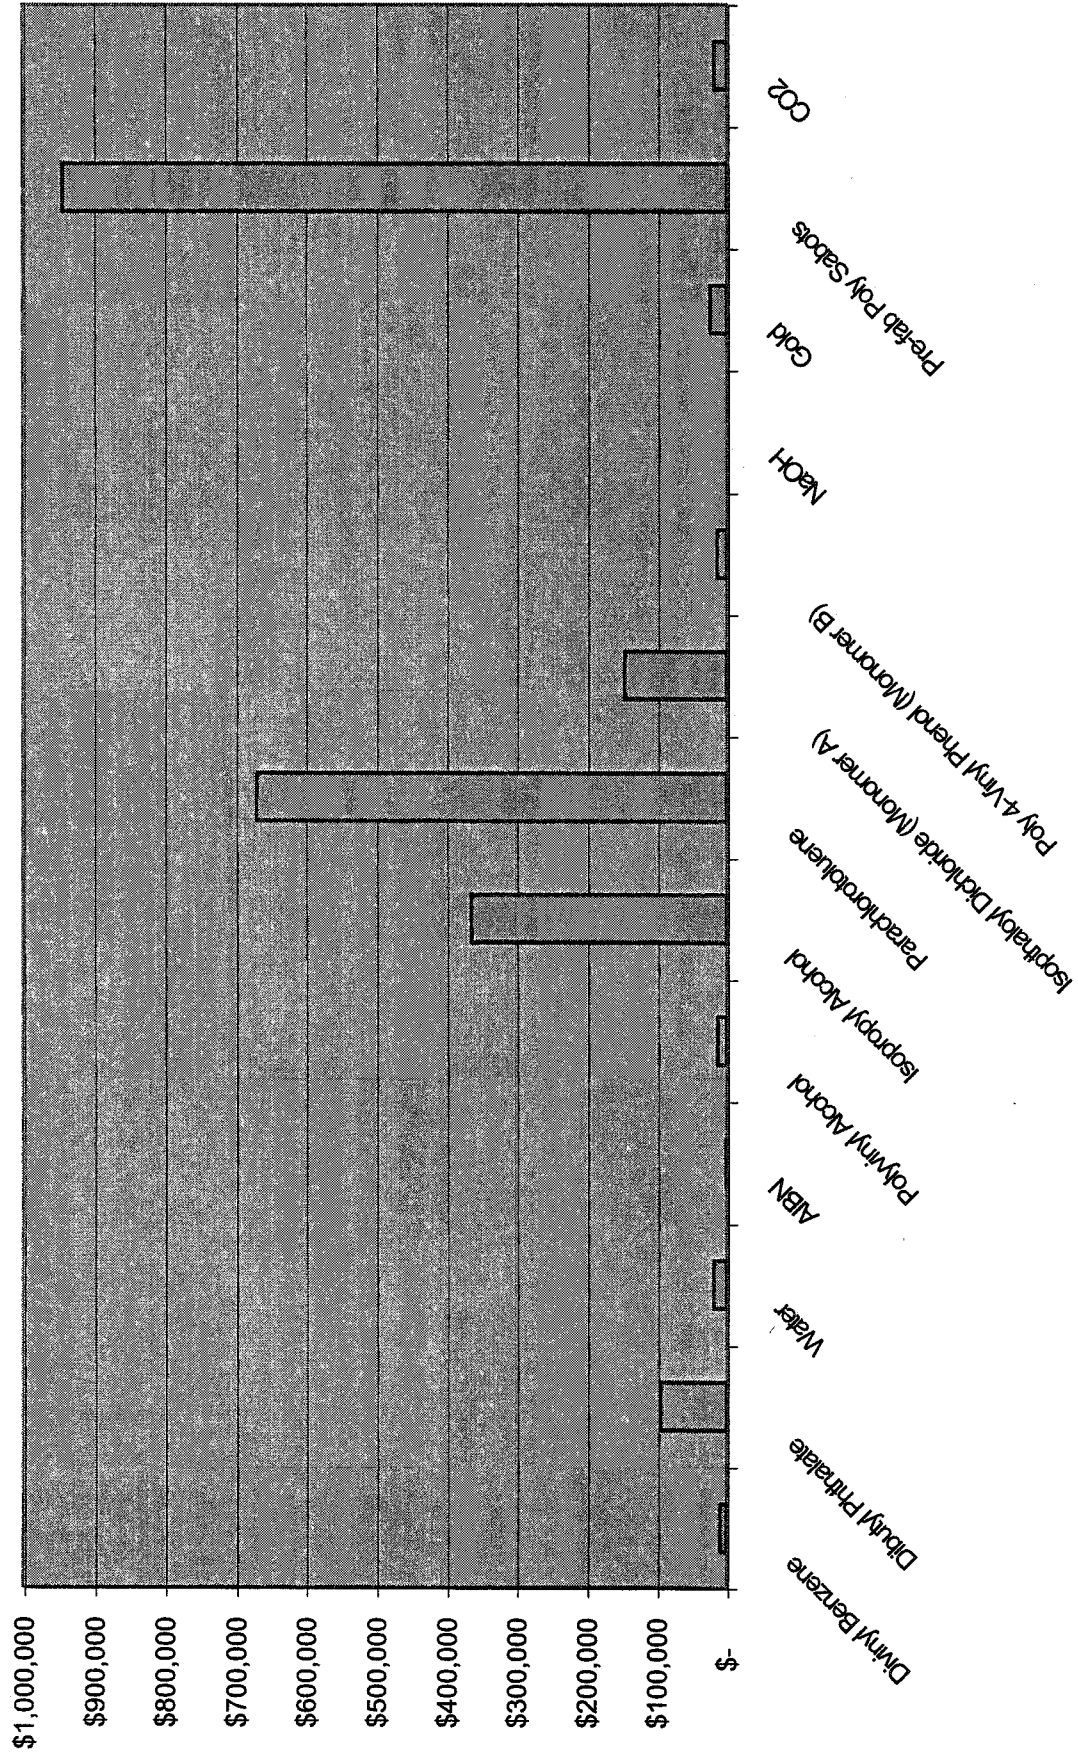 $1,000,000
$900,000
$800,000
$700,000
$600,000
$500,000
$400,000
$300,000
$200,000
$100,000
$-
Divinyl Benzene
Dibutyl Phthalate
Water
AIBN
Polyvinyl Alcohol
Isopropyl Alcohol
Parachlorotoluene
Isopthaloyl Dichloride (Monomer A)
Poly 4-Vinyl Phenol (Monomer B)
NaOH
Gold
Pre-fab Poly Sabots
CO2